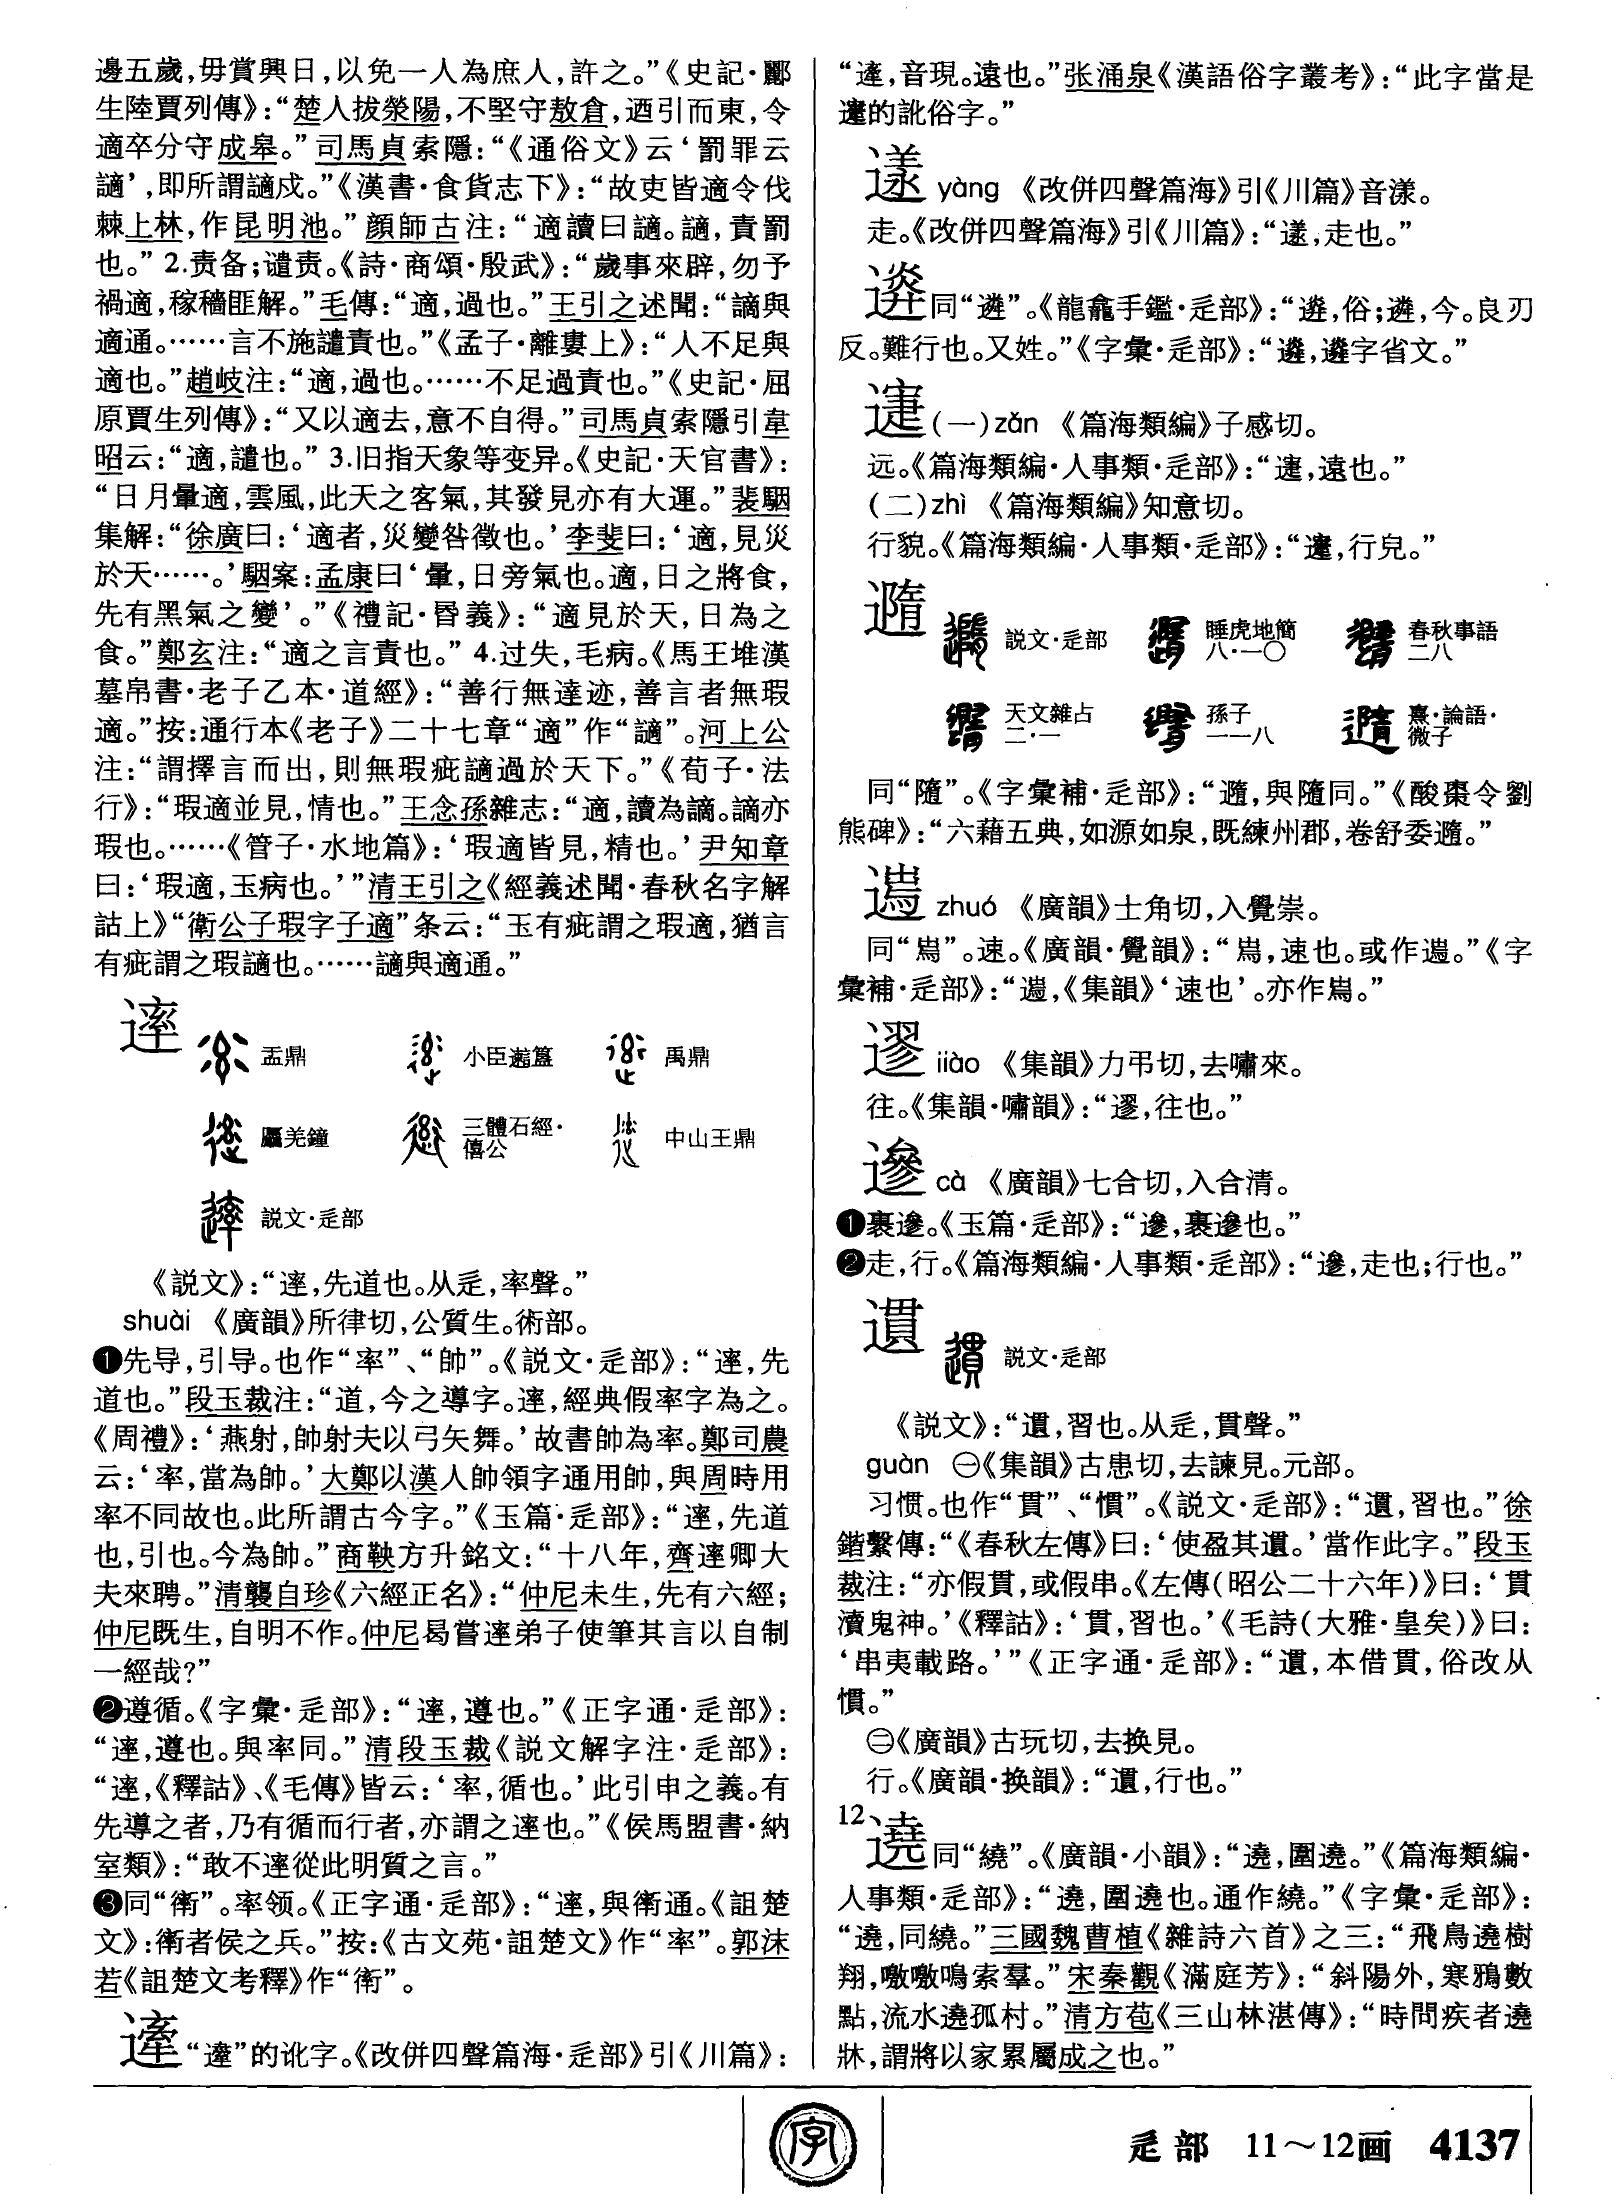 邊五歲，毋賞興日，以免一人為庶人，許之。”《史記·酈
生陸賈列傳》：“楚人拔滎陽，不堅守敖倉，迺引而東，令
適卒分守成皋。”司馬貞索隱：“《通俗文》云‘罰罪云
讁’，即所謂讁戍。”《漢書·食貨志下》：“故吏皆適令伐
棘上林，作昆明池。”顔師古注：“適讀曰讁。讁，責罰
也。”2.责备；谴责。《詩·商頌·殷武》：“歲事來辟，勿予
禍適，稼穡匪解。”毛傳：“適，過也。”王引之述聞：“謫與
適通。……言不施譴責也。”《孟子·離婁上》：“人不足與
適也。”趙岐注：“適，過也。……不足過責也。”《史記·屈
原賈生列傳》：“又以適去，意不自得。”司馬貞索隱引韋
昭云：“適，譴也。”3.旧指天象等变异。《史記·天官書》：
“日月暈適，雲風，此天之客氣，其發見亦有大運。”裴駰
集解：“徐廣曰：‘適者，災變咎徵也。’李斐曰：‘適，見災
於天……。’駰案：孟康曰‘暈，日旁氣也。適，日之將食，
先有黑氣之變’。”《禮記·昏義》：“適見於天，日為之
食。”鄭玄注：“適之言責也。”4.过失，毛病。《馬王堆漢
墓帛書·老子乙本·道經》：“善行無達迹，善言者無瑕
適。”按：通行本《老子》二十七章“適”作“讁”。河上公
注：“謂擇言而出，則無瑕疵讁過於天下。”《荀子·法
行》：“瑕適並見，情也。”王念孫雜志：“適，讀為謫。謫亦
瑕也。……《管子·水地篇》：‘瑕適皆見，精也。’尹知章
曰：‘瑕適，玉病也。’”清王引之《經義述聞·春秋名字解
詁上》“衛公子瑕字子適”条云：“玉有疵謂之瑕適，猶言
有疵謂之瑕讁也。……讁與適通。”
達 盂鼎 小臣簋 禹鼎
羌鐘 三體石經·僖公 中山王鼎
説文·辵部
《説文》：“𨘵，先道也。从辵，率聲。”
shuài 《廣韻》所律切，公質生。術部。
❶先导，引导。也作“率”、“帥”。《説文·辵部》：“𨘵，先
道也。”段玉裁注：“道，今之導字。𨘵，經典假率字為之。
《周禮》：‘燕射，帥射夫以弓矢舞。’故書帥為率。鄭司農
云：‘率，當為帥。’大鄭以漢人帥領字通用帥，與周時用
率不同故也。此所謂古今字。”《玉篇·辵部》：“𨘵，先道
也，引也。今為帥。”商鞅方升銘文：“十八年，齊𨘵卿大
夫來聘。”清龔自珍《六經正名》：“仲尼未生，先有六經；
仲尼既生，自明不作。仲尼曷嘗𨘵弟子使筆其言以自制
一經哉？”
❷遵循。《字彙·辵部》：“𨘵，遵也。”《正字通·辵部》：
“𨘵，遵也。與率同。”清段玉裁《説文解字注·辵部》：
“𨘵，《釋詁》、《毛傳》皆云：‘率，循也。’此引申之義。有
先導之者，乃有循而行者，亦謂之𨘵也。”《侯馬盟書·納
室類》：“敢不𨘵從此明質之言。”
❸同“衛”。率领。《正字通·辵部》：“𨘵，與衛通。《詛楚
文》：衛者侯之兵。”按：《古文苑·詛楚文》作“率”。郭沫
若《詛楚文考釋》作“衛”。
的讹字。《改併四聲篇海·辵部》引《川篇》：
音現。遠也。”张涌泉《漢語俗字叢考》：“此字當是
的訛俗字。”
yàng 《改併四聲篇海》引《川篇》音漾。
走。《改併四聲篇海》引《川篇》：“，走也。”
同“遴”。《龍龕手鑑·辵部》：“，俗；遴，今。良刃
反。難行也。又姓。”《字彙·辵部》：“，遴字省文。”
（一）zǎn 《篇海類編》子感切。
远。《篇海類編·人事類·辵部》：“，遠也。”
（二）zhì 《篇海類編》知意切。
行貌。《篇海類編·人事類·辵部》：“，行皃。”
説文·辵部 睡虎地簡 八·一〇 春秋事語 二八
天文雜占 二·一 孫子 一一八 熹·論語·微子
同“隨”。《字彙補·辵部》：“，與隨同。”《酸棗令劉
熊碑》：“六藉五典，如源如泉，既練州郡，卷舒委。”
zhuó 《廣韻》士角切，入覺崇。
速。《廣韻·覺韻》：“，速也。或作。”《字
彙補·辵部》：“，《集韻》‘速也’。亦作。”
遼 liào 《集韻》力弔切，去嘯來。
往。《集韻·嘯韻》：“，往也。”
cà 《廣韻》七合切，入合清。
❶。《玉篇·辵部》：“，也。”
❷走，行。《篇海類編·人事類·辵部》：“，走也；行也。”
遦 説文·辵部
《説文》：“遦，習也。从辵，貫聲。”
guàn ㊀《集韻》古患切，去諫見。元部。
习惯。也作“貫”、“慣”。《説文·辵部》：“遦，習也。”徐
鍇繫傳：“《春秋左傳》曰：‘使盈其遦。’當作此字。”段玉
裁注：“亦假貫，或假串。《左傳（昭公二十六年）》曰：‘貫
瀆鬼神。’《釋詁》：‘貫，習也。’《毛詩（大雅·皇矣）》曰：
‘串夷載路。’”《正字通·辵部》：“遦，本借貫，俗改从
慣。”
㊁《廣韻》古玩切，去换見。
行。《廣韻·换韻》：“遦，行也。”
12 遶同“繞”。《廣韻·小韻》：“遶，圍遶。”《篇海類編·
人事類·辵部》：“遶，圍遶也。通作繞。”《字彙·辵部》：
“遶，同繞。”三國魏曹植《雜詩六首》之三：“飛鳥遶樹
翔，噭噭鳴索羣。”宋秦觀《滿庭芳》：“斜陽外，寒鴉數
點，流水遶孤村。”清方苞《三山林湛傳》：“時問疾者遶
牀，謂將以家累屬成之也。”
字
辵部 11～12画 4137